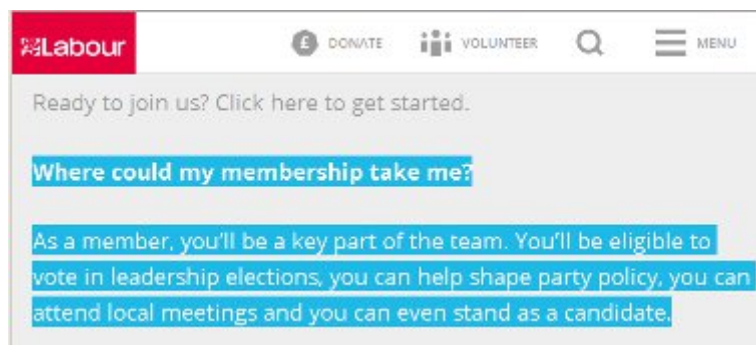 Labour
£ DONATE VOLUNTEER MENU
Ready to join us? Click here to get started.
Where could my membership take me?
As a member, you'll be a key part of the team. You'll be eligible to
vote in leadership elections, you can help shape party policy, you can
attend local meetings and you can even stand as a candidate.